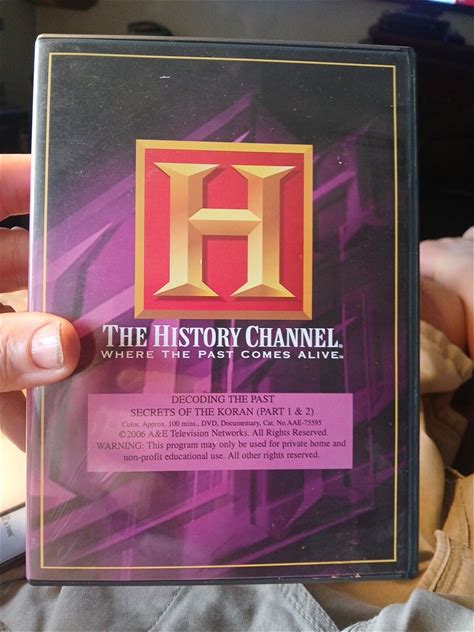 H
THE HISTORY CHANNEL®
WHERE THE PAST COMES ALIVE™
DECODING THE PAST
SECRETS OF THE KORAN (PART 1 & 2)
Color, Approx. 100 mins., DVD, Documentary, Cat. No.AAE-75595
©2006 A&E Television Networks. All Rights Reserved.
WARNING: This program may only be used for private home and
non-profit educational use. All other rights reserved.